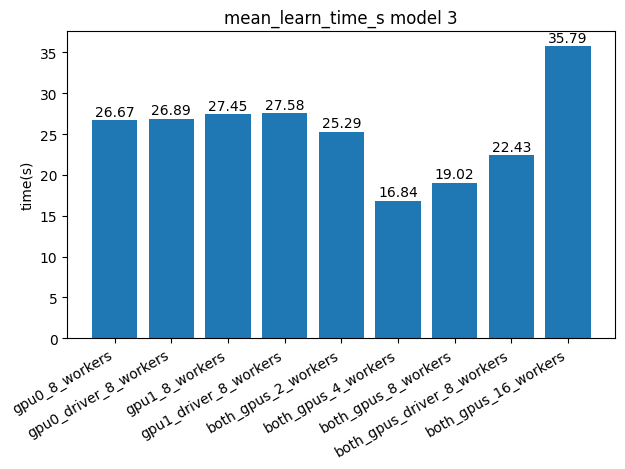 mean_learn_time_s model 3
time(s)
35
30
25
20
15
10
5
0
26.67
26.89
27.45
27.58
25.29
16.84
19.02
22.43
35.79
gpu0_8_workers
gpu0_driver_8_workers
gpu1_8_workers
gpu1_driver_8_workers
both_gpus_2_workers
both_gpus_4_workers
both_gpus_8_workers
both_gpus_driver_8_workers
both_gpus_16_workers